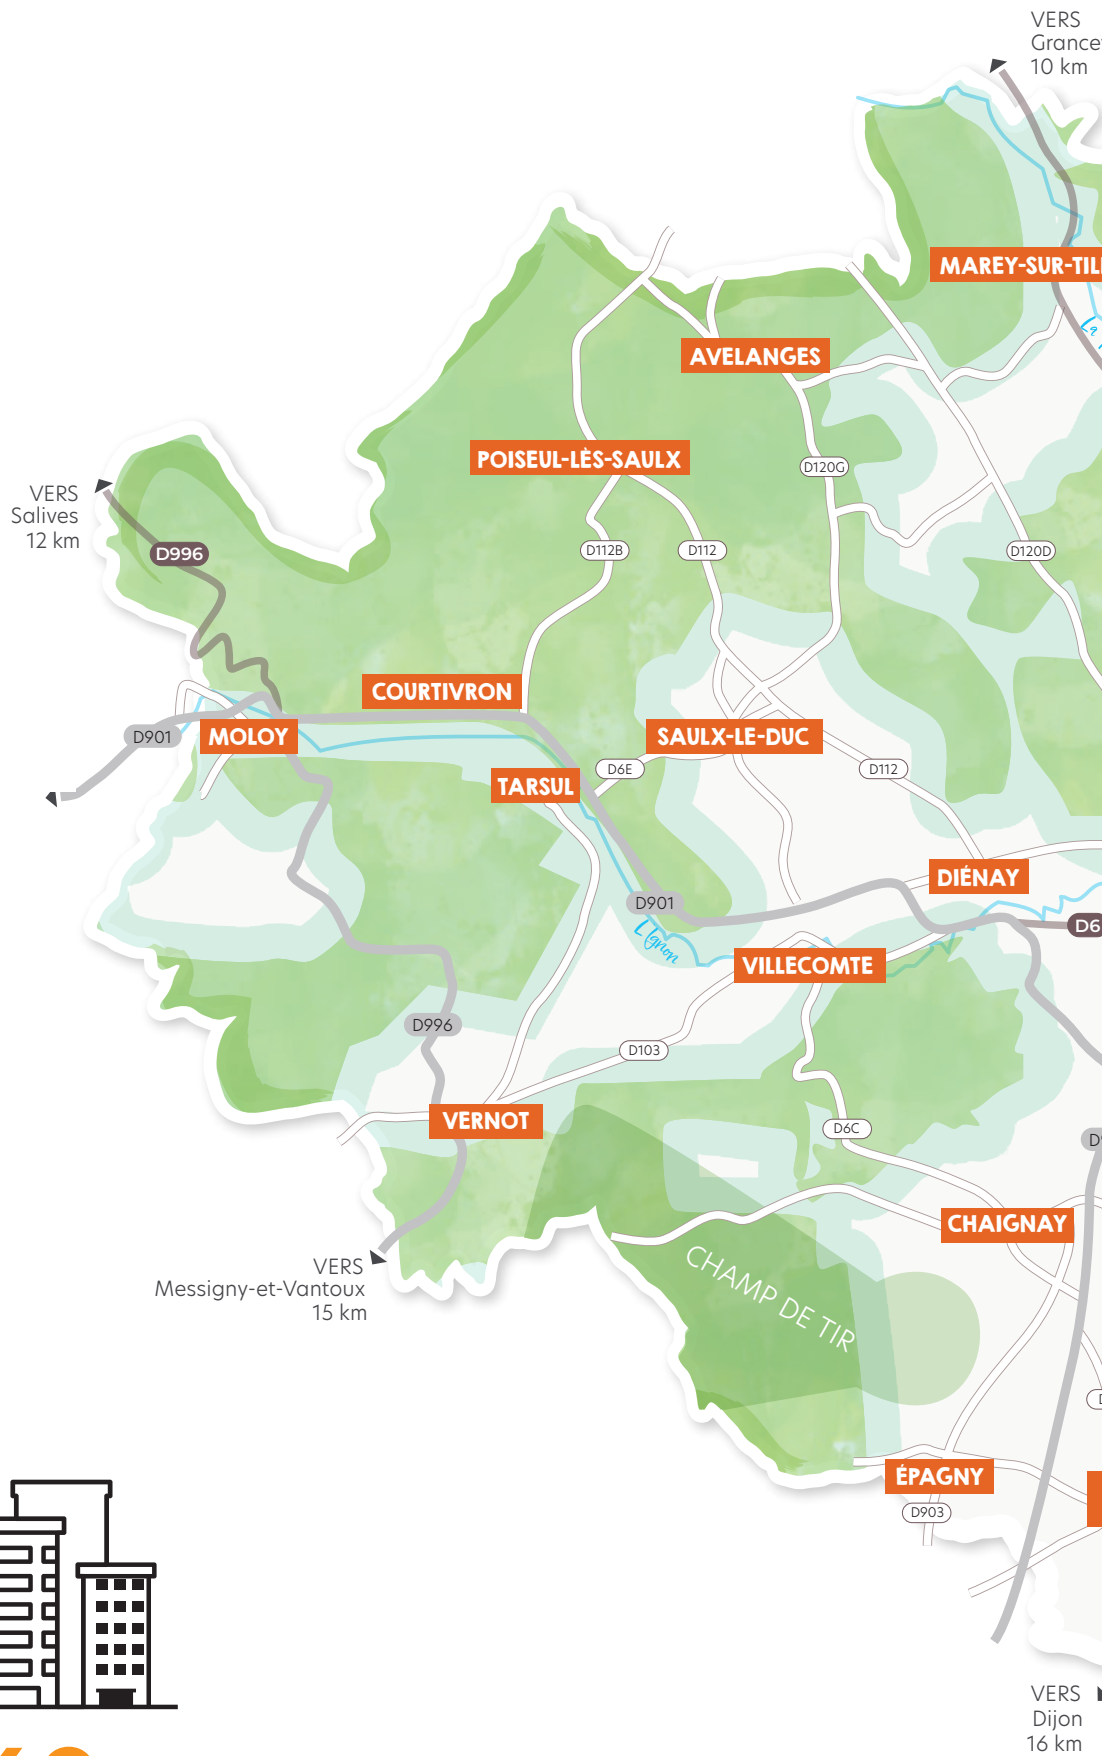 VERS
10 km
MAREY-SUR-TIL
La
AVELANGES
POISEUL-LÈS-SAULX
D120G
VERS
Salives
12 km
D996
D112B
D112
D120D
COURTIVRON
D901
MOLOY
SAULX-LE-DUC
TARSUL
D6E
D112
DIÉNAY
D901
L'Ignon
D6
VILLECOMTE
D996
D103
VERNOT
D6C
CHAIGNAY
VERS
Messigny-et-Vantoux
15 km
CHAMP DE TIR
ÉPAGNY
D903
VERS
Dijon
16 km